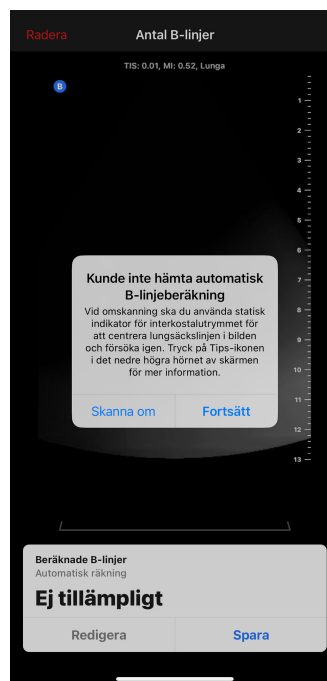 Radera
Antal B-linjer
TIS: 0.01, MI: 0.52, Lunga
B
1
2
3
4
5
6
7
8
9
10
11
12
13
Kunde inte hämta automatisk
B-linjeberäkning
Vid omskanning ska du använda statisk
indikator för interkostalutrymmet för
att centrera lungsäckslinjen i bilden
och försöka igen. Tryck på Tips-ikonen
i det nedre högra hörnet av skärmen
för mer information.
Skanna om
Fortsätt
Beräknade B-linjer
Automatisk räkning
Ej tillämpligt
Redigera
Spara